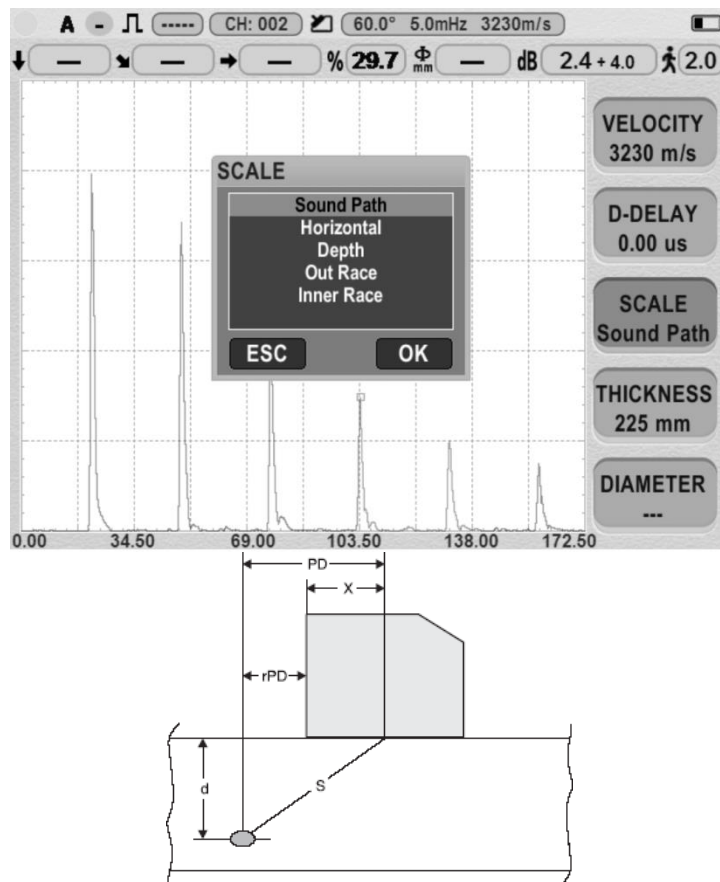 A - ----- CH: 002 60.0° 5.0mHz 3230m/s
— — — % 29.7 Φ mm — dB 2.4 + 4.0 2.0
VELOCITY
3230 m/s
D-DELAY
0.00 us
SCALE
Sound Path
THICKNESS
225 mm
DIAMETER
---
SCALE
Sound Path
Horizontal
Depth
Out Race
Inner Race
ESC OK
0.00 34.50 69.00 103.50 138.00 172.50
PD
X
rPD
d
S